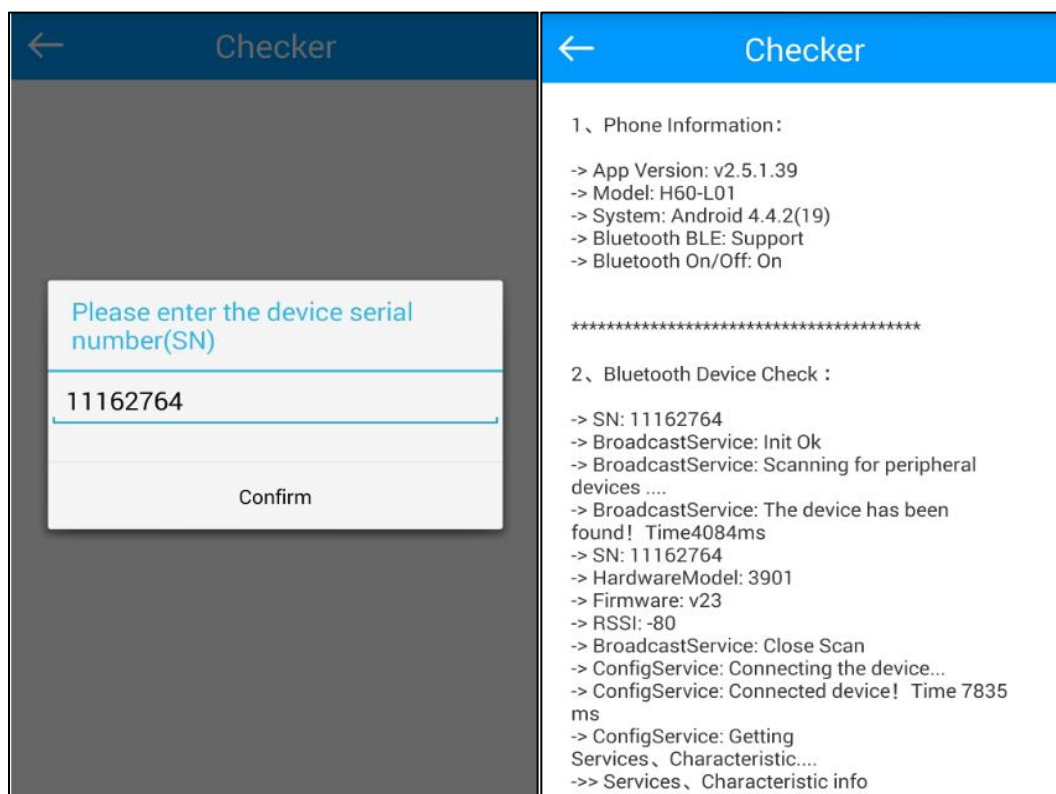 Checker
Please enter the device serial
number(SN)
11162764
Confirm
Checker
1、Phone Information：
-> App Version: v2.5.1.39
-> Model: H60-L01
-> System: Android 4.4.2(19)
-> Bluetooth BLE: Support
-> Bluetooth On/Off: On
****************************************
2、Bluetooth Device Check：
-> SN: 11162764
-> BroadcastService: Init Ok
-> BroadcastService: Scanning for peripheral
devices ....
-> BroadcastService: The device has been
found！Time4084ms
-> SN: 11162764
-> HardwareModel: 3901
-> Firmware: v23
-> RSSI: -80
-> BroadcastService: Close Scan
-> ConfigService: Connecting the device...
-> ConfigService: Connected device！Time 7835
ms
-> ConfigService: Getting
Services、Characteristic....
->> Services、Characteristic info